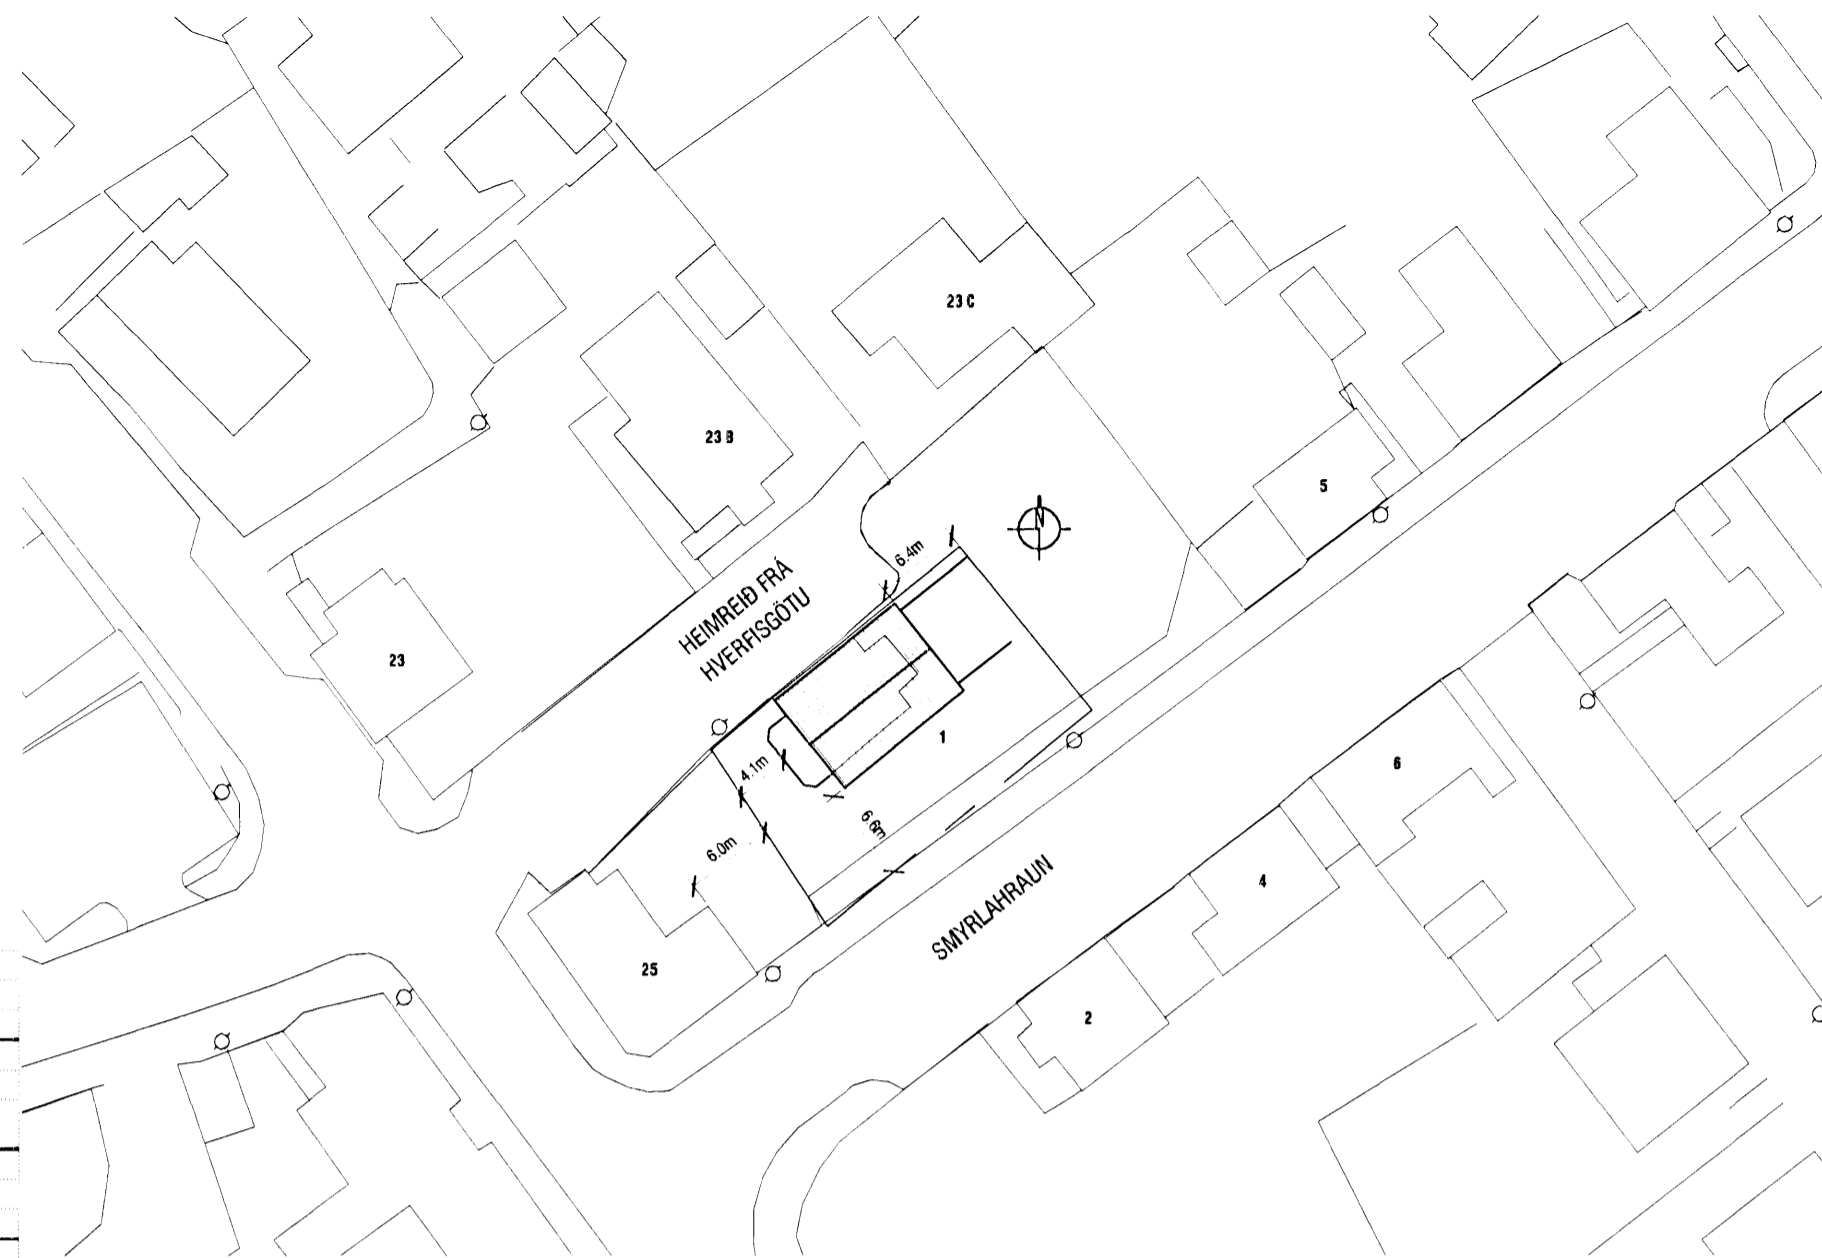 23 C
23 B
5
N
6.4m
HEIMREIÐ FRÁ
HVERFISGÖTU
23
1
4.1m
6.6m
6.0m
6
4
SMYRLAHRAUN
25
2